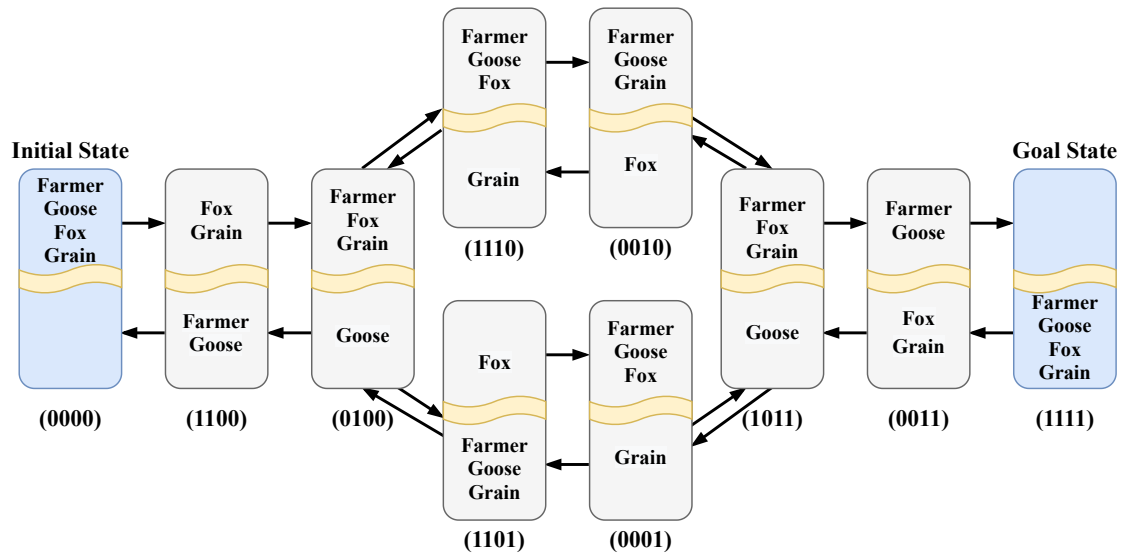 Initial State
Farmer
Goose
Fox
Grain
(0000)
Fox
Grain
Farmer
Goose
(1100)
Farmer
Fox
Grain
Goose
(0100)
Farmer
Goose
Fox
Grain
(1110)
Farmer
Goose
Grain
Fox
(0010)
Fox
Farmer
Goose
Grain
(1101)
Farmer
Goose
Fox
Grain
(0001)
Farmer
Fox
Grain
Goose
(1011)
Farmer
Goose
Fox
Grain
(0011)
Goal State
Farmer
Goose
Fox
Grain
(1111)